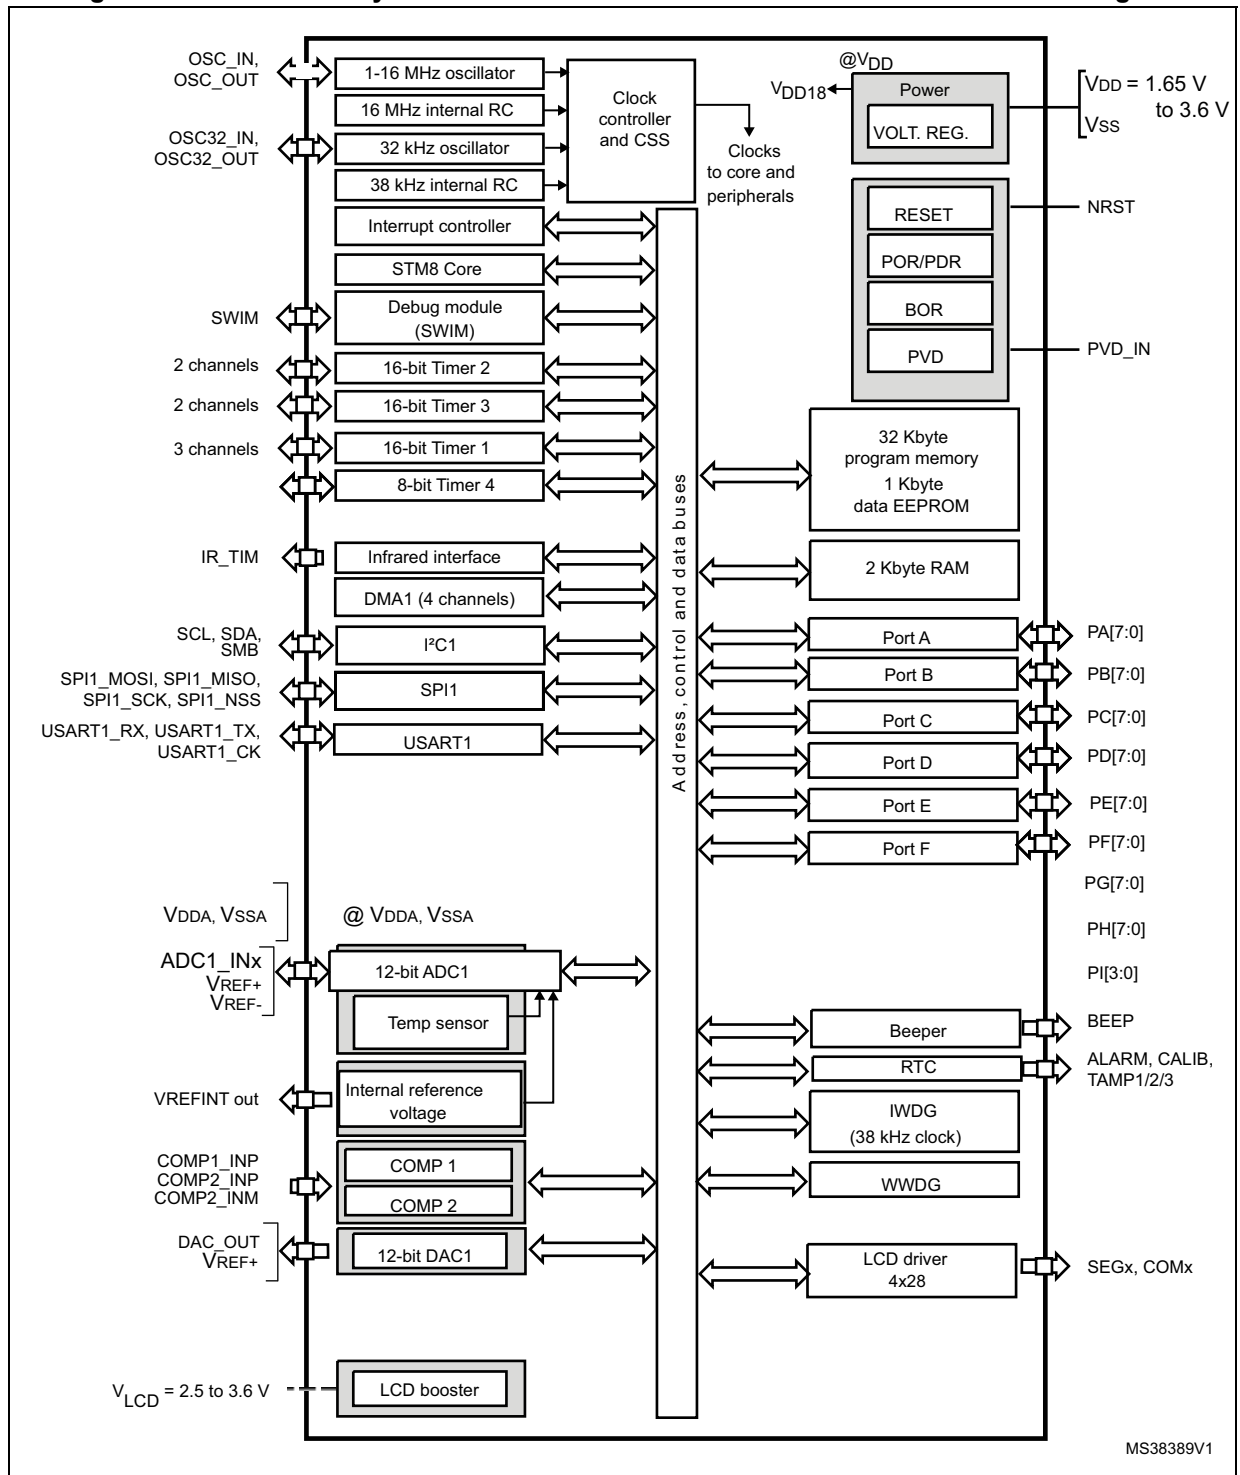 OSC_IN,
OSC_OUT
1-16 MHz oscillator
16 MHz internal RC
OSC32_IN,
OSC32_OUT
32 kHz oscillator
38 kHz internal RC
Clock
controller
and CSS
Clocks
to core and
peripherals
@VDD
VDD18
Power
VOLT. REG.
VDD = 1.65 V
to 3.6 V
VSS
Interrupt controller
STM8 Core
SWIM
Debug module
(SWIM)
2 channels
16-bit Timer 2
2 channels
16-bit Timer 3
3 channels
16-bit Timer 1
8-bit Timer 4
IR_TIM
Infrared interface
DMA1 (4 channels)
SCL, SDA,
SMB
I²C1
SPI1_MOSI, SPI1_MISO,
SPI1_SCK, SPI1_NSS
SPI1
USART1_RX, USART1_TX,
USART1_CK
USART1
VDDA, VSSA
@ VDDA, VSSA
ADC1_INx
VREF+
VREF-
12-bit ADC1
Temp sensor
VREFINT out
Internal reference
voltage
COMP1_INP
COMP2_INP
COMP2_INM
COMP 1
COMP 2
DAC_OUT
VREF+
12-bit DAC1
VLCD = 2.5 to 3.6 V
LCD booster
Address, control and data buses
RESET
NRST
POR/PDR
BOR
PVD
PVD_IN
32 Kbyte
program memory
1 Kbyte
data EEPROM
2 Kbyte RAM
Port A
PA[7:0]
Port B
PB[7:0]
Port C
PC[7:0]
Port D
PD[7:0]
Port E
PE[7:0]
Port F
PF[7:0]
PG[7:0]
PH[7:0]
PI[3:0]
Beeper
BEEP
RTC
ALARM, CALIB,
TAMP1/2/3
IWDG
(38 kHz clock)
WWDG
LCD driver
4x28
SEGx, COMx
MS38389V1